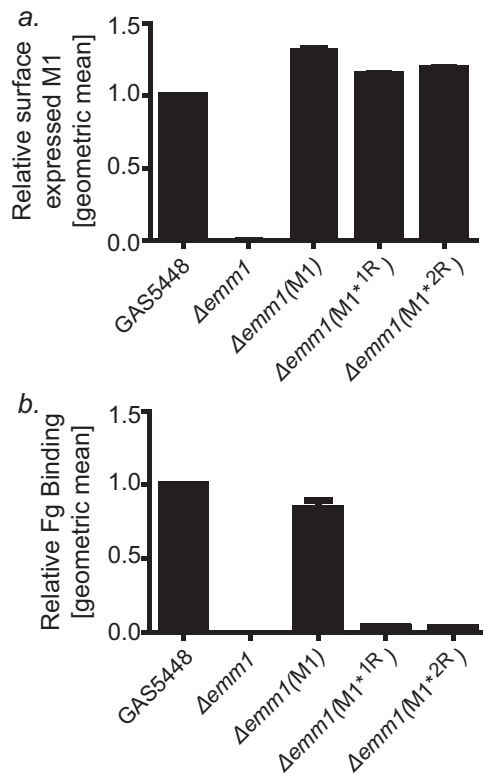 a.
Relative surface
expressed M1
[geometric mean]
1.5
1.0
0.5
0.0
GAS5448
Δemm1
Δemm1(M1)
Δemm1(M1*1R)
Δemm1(M1*2R)
b.
Relative Fg Binding
[geometric mean]
1.5
1.0
0.5
0.0
GAS5448
Δemm1
Δemm1(M1)
Δemm1(M1*1R)
Δemm1(M1*2R)